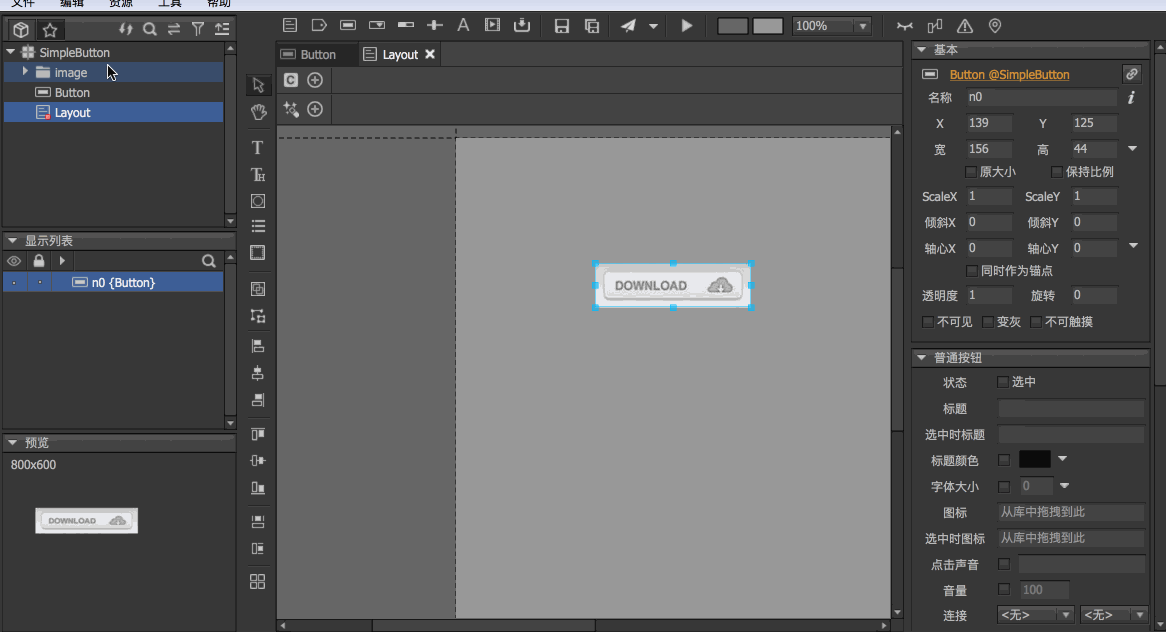 文件 编辑 资源 工具 帮助
100%
SimpleButton
image
Button
Layout
Button Layout
显示列表
n0 {Button}
DOWNLOAD
预览
800x600
DOWNLOAD
基本
Button @SimpleButton
名称 n0
X 139 Y 125
宽 156 高 44
原大小 保持比例
ScaleX 1 ScaleY 1
倾斜X 0 倾斜Y 0
轴心X 0 轴心Y 0
同时作为锚点
透明度 1 旋转 0
不可见 变灰 不可触摸
普通按钮
状态 选中
标题
选中时标题
标题颜色
字体大小 0
图标 从库中拖拽到此
选中时图标 从库中拖拽到此
点击声音
音量 100
连接 <无> <无>